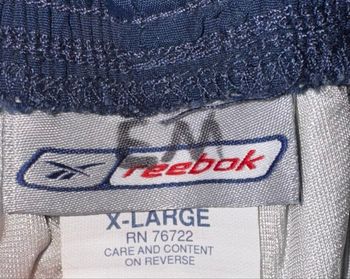 EM
reebok
X-LARGE
RN 76722
CARE AND CONTENT
ON REVERSE